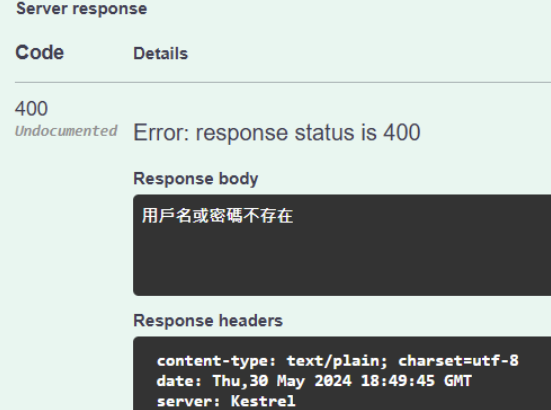 Server response
Code Details
400
Undocumented Error: response status is 400
Response body
用戶名或密碼不存在
Response headers
content-type: text/plain; charset=utf-8
date: Thu,30 May 2024 18:49:45 GMT
server: Kestrel